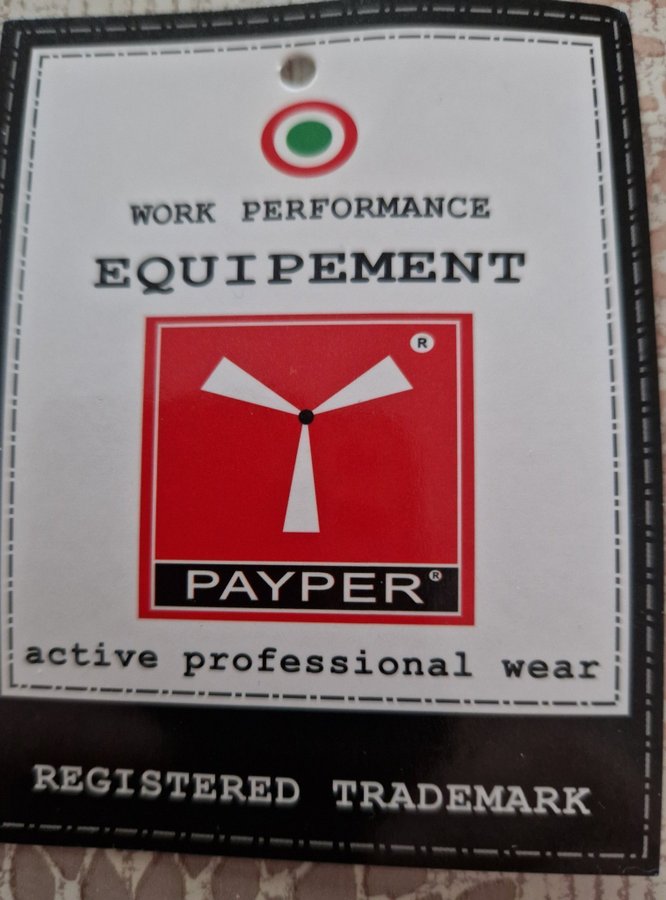 WORK PERFORMANCE
EQUIPEMENT
®
PAYPER®
active professional wear
REGISTERED TRADEMARK